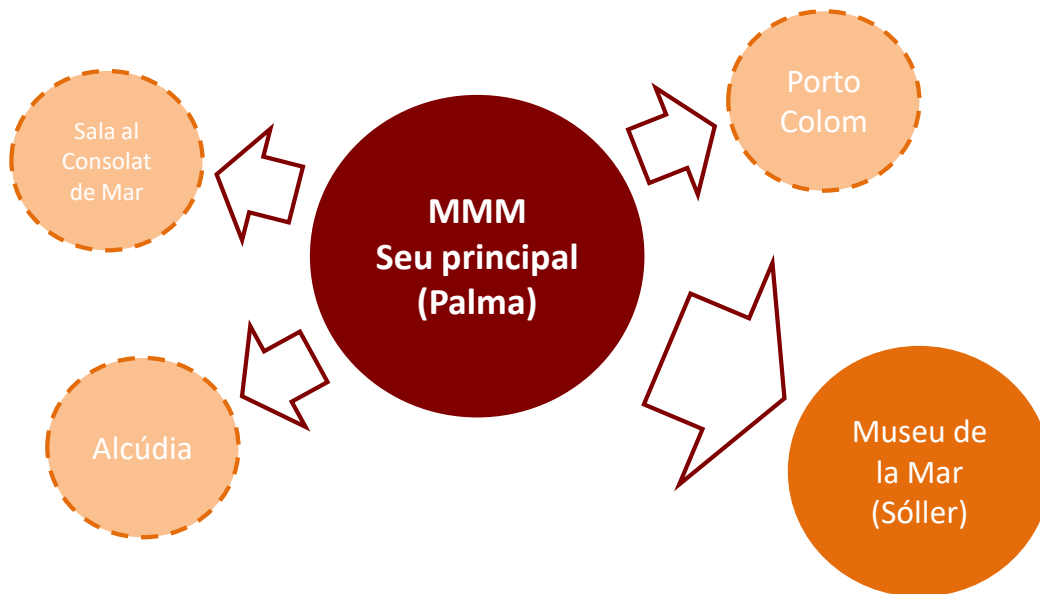 Sala al
Consolat
de Mar
Porto
Colom
MMM
Seu principal
(Palma)
Alcúdia
Museu de
la Mar
(Sóller)